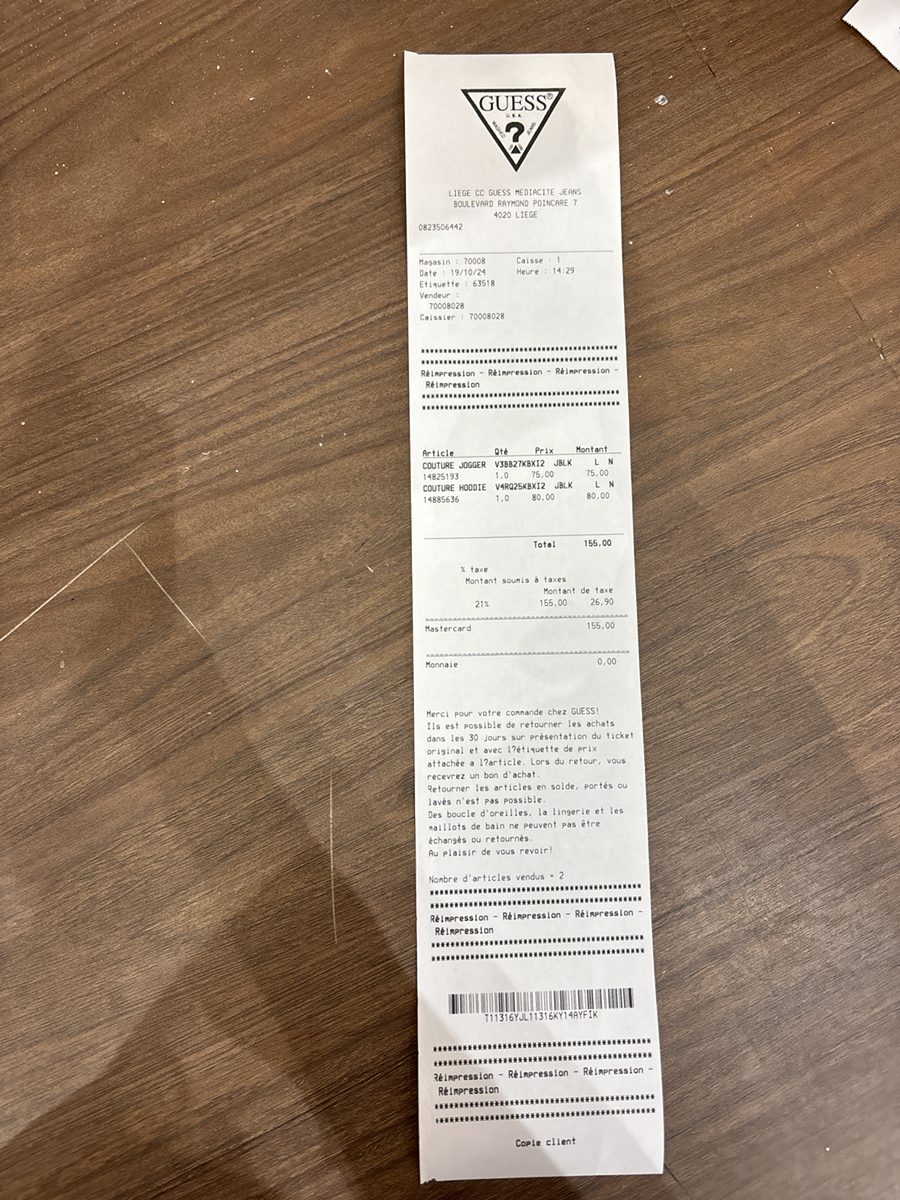 GUESS®
U.S.A.
WASHED ? JEANS
LIEGE CC GUESS MEDIACITE JEANS
BOULEVARD RAYMOND POINCARE 7
4020 LIEGE
0823506442
Magasin : 70008 Caisse : 1
Date : 19/10/24 Heure : 14:29
Etiquette : 63518
Vendeur :
70008028
Caissier : 70008028
************************************
************************************
Réimpression - Réimpression - Réimpression -
Réimpression
************************************
************************************
Article Qté Prix Montant
COUTURE JOGGER V3BB27KBXI2 JBLK L N
14825193 1,0 75,00 75,00
COUTURE HOODIE V4RQ25KBXI2 JBLK L N
14885636 1,0 80,00 80,00
Total 155,00
% taxe
Montant soumis à taxes
Montant de taxe
21% 155,00 26,90
Mastercard 155,00
Monnaie 0,00
Merci pour votre commande chez GUESS!
Ils est possible de retourner les achats
dans les 30 jours sur présentation du ticket
original et avec l?étiquette de prix
attachée a l?article. Lors du retour, vous
recevrez un bon d'achat.
Retourner les articles en solde, portés ou
lavés n'est pas possible.
Des boucle d'oreilles, la lingerie et les
maillots de bain ne peuvent pas être
échangés ou retournés.
Au plaisir de vous revoir!
Nombre d'articles vendus = 2
************************************
************************************
Réimpression - Réimpression - Réimpression -
Réimpression
************************************
************************************
T11316YJL11316KY14AYFIK
************************************
************************************
Réimpression - Réimpression - Réimpression -
Réimpression
************************************
************************************
Copie client